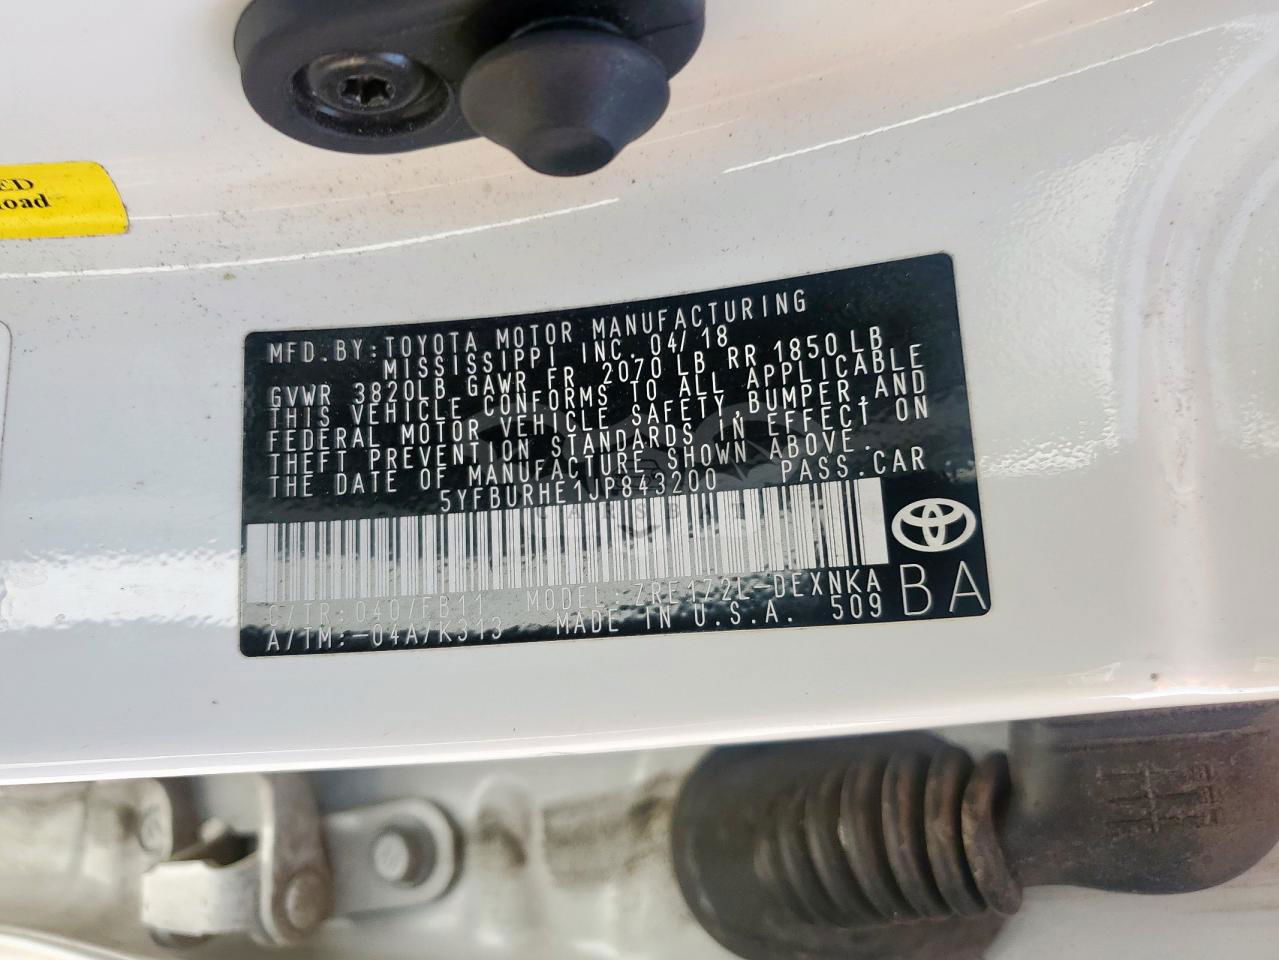 ED
oad
MFD.BY:TOYOTA MOTOR MANUFACTURING
MISSISSIPPI INC. 04/18
GVWR 3820LB GAWR FR 2070 LB RR 1850 LB
THIS VEHICLE CONFORMS TO ALL APPLICABLE
FEDERAL MOTOR VEHICLE SAFETY,BUMPER,AND
THEFT PREVENTION STANDARDS IN EFFECT ON
THE DATE OF MANUFACTURE SHOWN ABOVE.
5YFBURHE1JP843200 PASS.CAR
C/TR:040/FB11 MODEL:ZRE172L-DEXNKA
A/TM:-04A/K313 MADE IN U.S.A. 509
BA